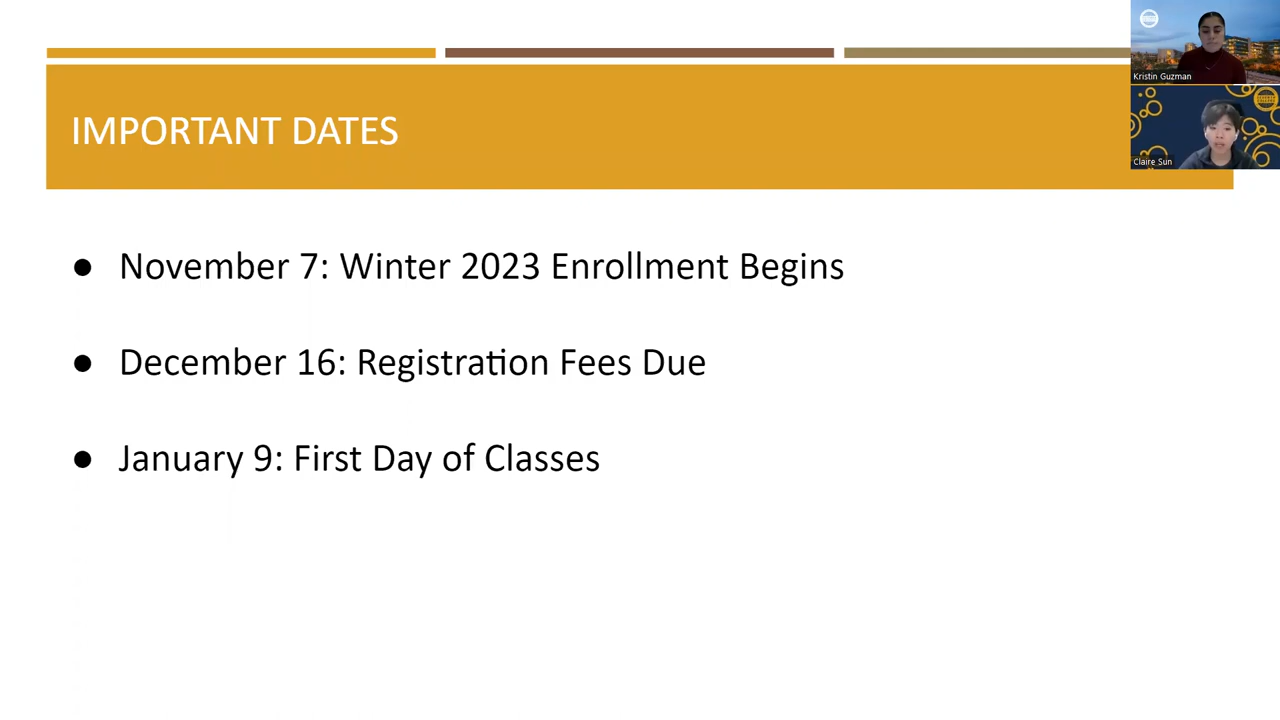 IMPORTANT DATES
Kristin Guzman
Claire Sun
● November 7: Winter 2023 Enrollment Begins
● December 16: Registration Fees Due
● January 9: First Day of Classes